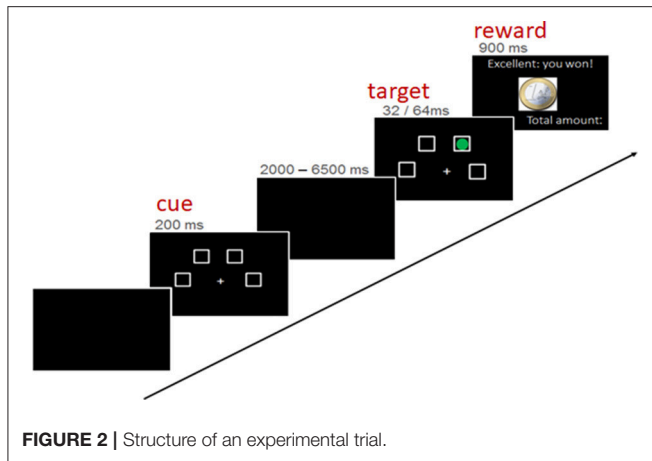 reward
900 ms
Excellent: you won!
Total amount:
target
32 / 64ms
2000 – 6500 ms
cue
200 ms
FIGURE 2 | Structure of an experimental trial.